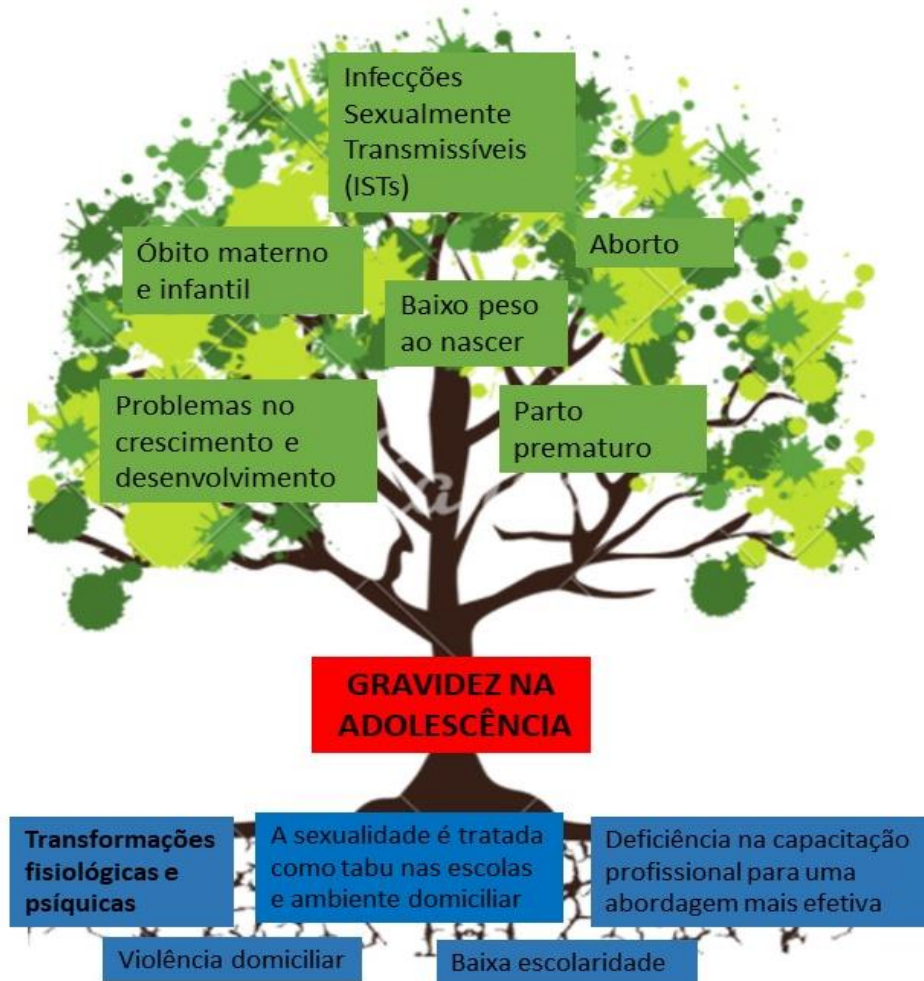 Infecções
Sexualmente
Transmissíveis
(ISTs)
Óbito materno
e infantil
Aborto
Baixo peso
ao nascer
Problemas no
crescimento e
desenvolvimento
Parto
prematuro
GRAVIDEZ NA
ADOLESCÊNCIA
Transformações
fisiológicas e
psíquicas
A sexualidade é tratada
como tabu nas escolas
e ambiente domiciliar
Deficiência na capacitação
profissional para uma
abordagem mais efetiva
Violência domiciliar
Baixa escolaridade